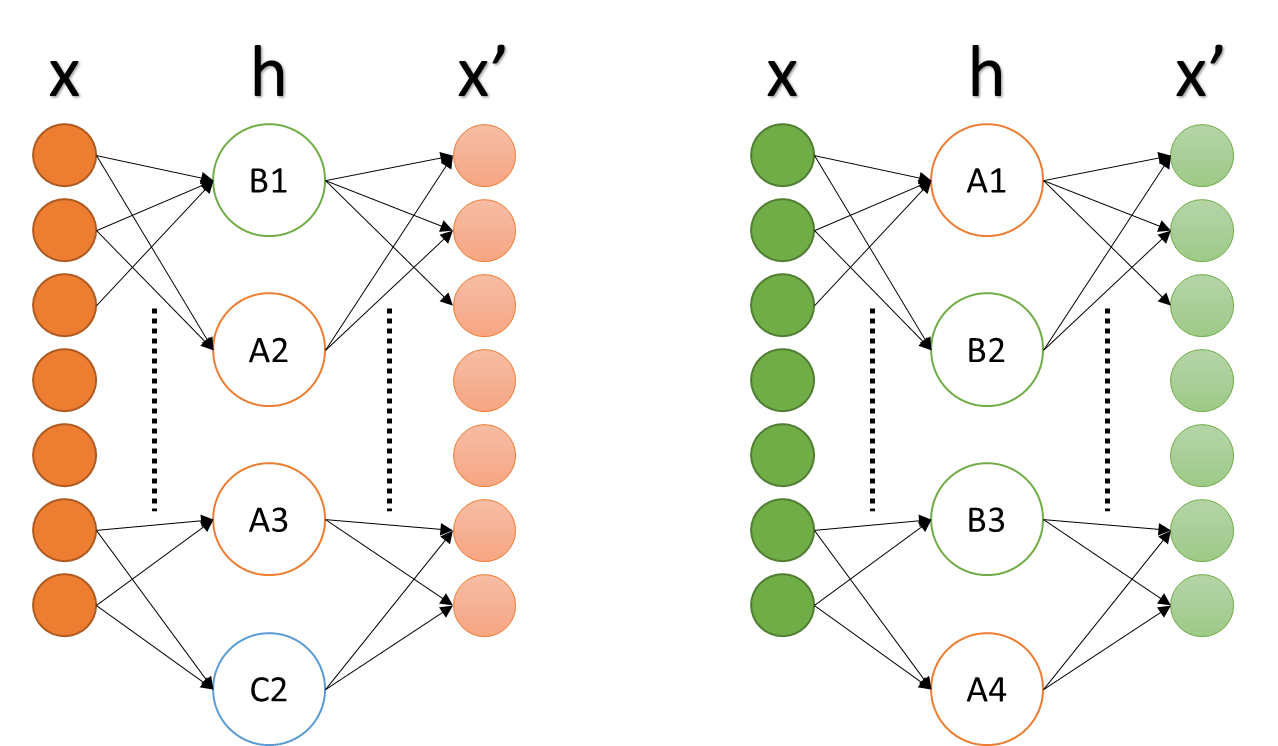 x h x’
B1
A2
A3
C2
x h x’
A1
B2
B3
A4